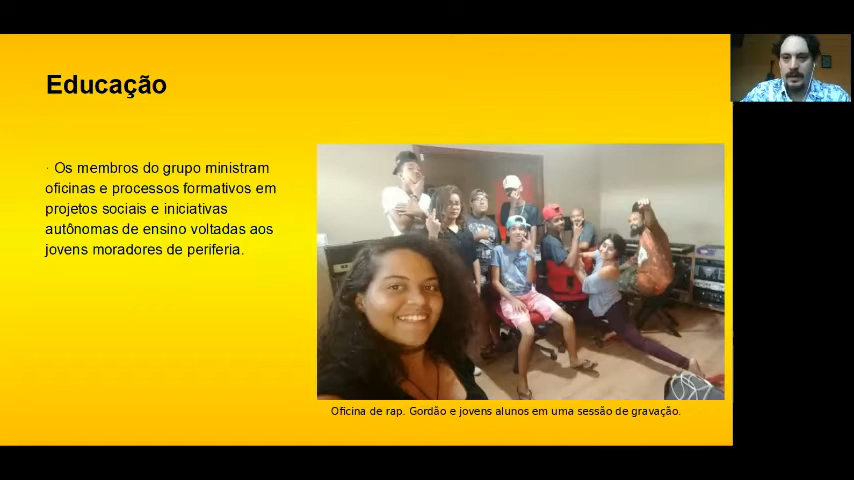 Educação
· Os membros do grupo ministram
oficinas e processos formativos em
projetos sociais e iniciativas
autônomas de ensino voltadas aos
jovens moradores de periferia.
Oficina de rap. Gordão e jovens alunos em uma sessão de gravação.